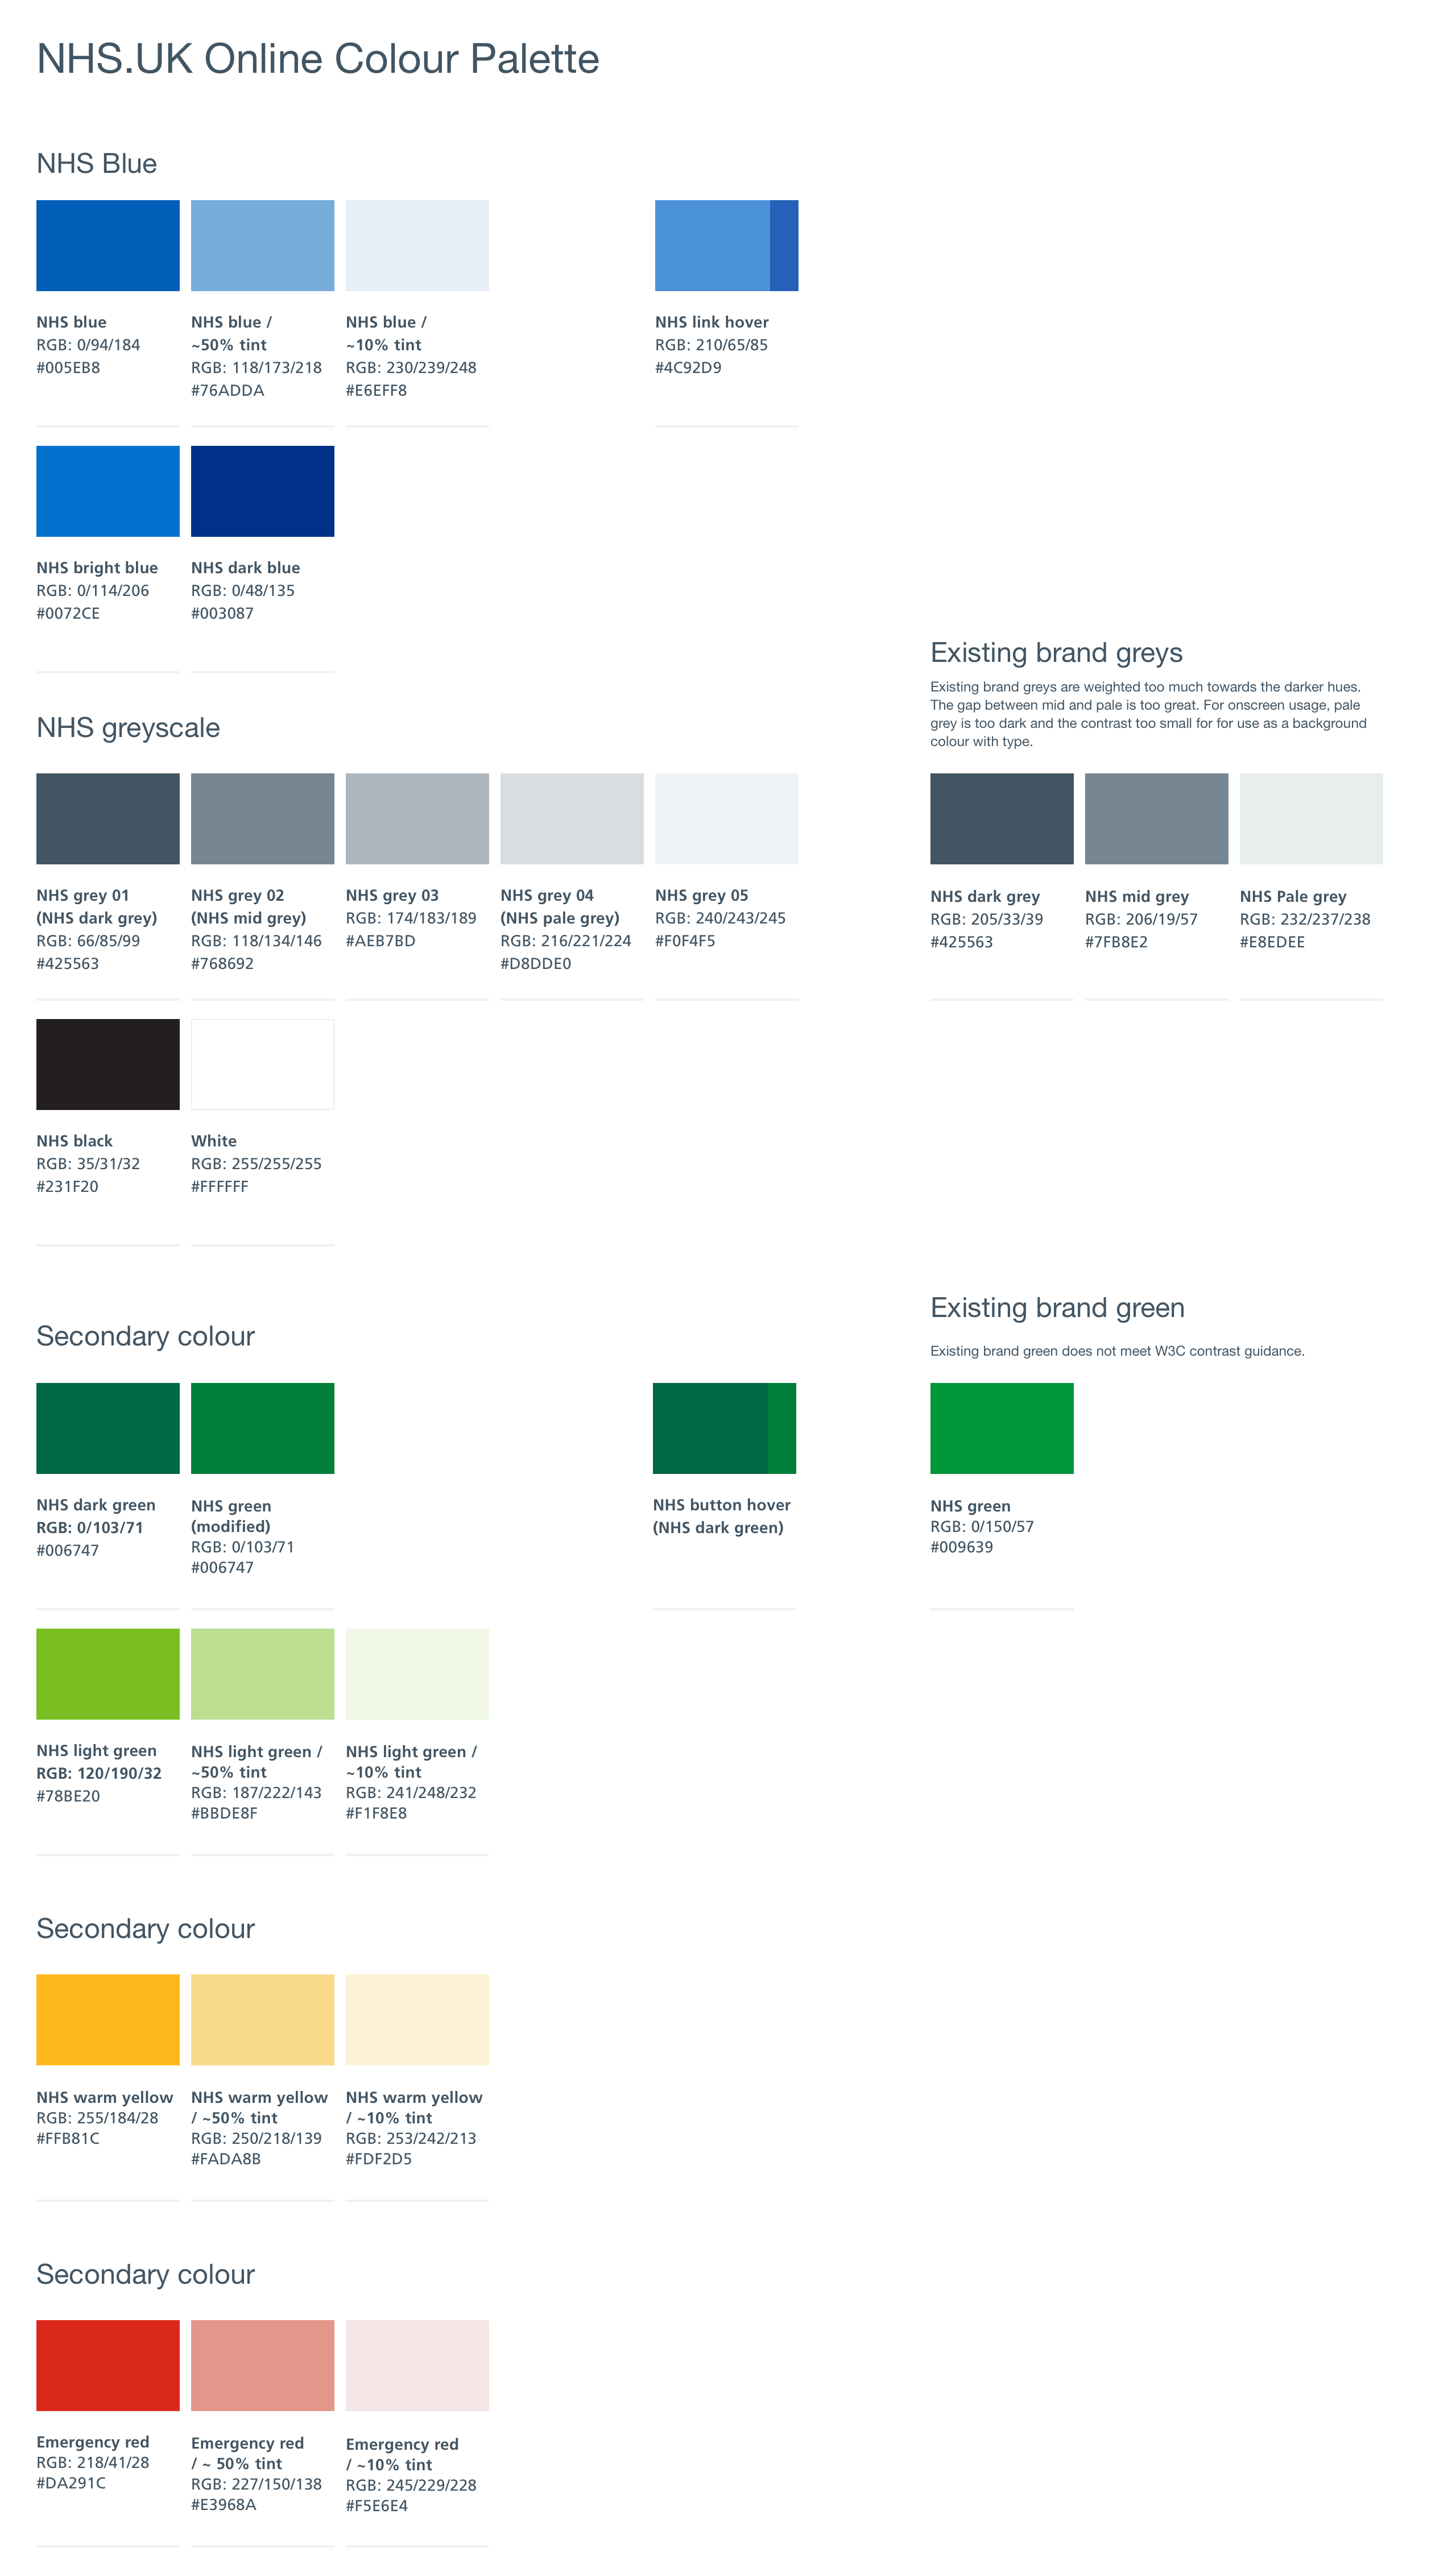 NHS.UK Online Colour Palette
NHS Blue
NHS blue
RGB: 0/94/184
#005EB8
NHS blue /
~50% tint
RGB: 118/173/218
#76ADDA
NHS blue /
~10% tint
RGB: 230/239/248
#E6EFF8
NHS link hover
RGB: 210/65/85
#4C92D9
NHS bright blue
RGB: 0/114/206
#0072CE
NHS dark blue
RGB: 0/48/135
#003087
NHS greyscale
NHS grey 01
(NHS dark grey)
RGB: 66/85/99
#425563
NHS grey 02
(NHS mid grey)
RGB: 118/134/146
#768692
NHS grey 03
RGB: 174/183/189
#AEB7BD
NHS grey 04
(NHS pale grey)
RGB: 216/221/224
#D8DDE0
NHS grey 05
RGB: 240/243/245
#F0F4F5
Existing brand greys
Existing brand greys are weighted too much towards the darker hues.
The gap between mid and pale is too great. For onscreen usage, pale
grey is too dark and the contrast too small for for use as a background
colour with type.
NHS dark grey
RGB: 205/33/39
#425563
NHS mid grey
RGB: 206/19/57
#7FB8E2
NHS Pale grey
RGB: 232/237/238
#E8EDEE
NHS black
RGB: 35/31/32
#231F20
White
RGB: 255/255/255
#FFFFFF
Secondary colour
NHS dark green
RGB: 0/103/71
#006747
NHS green
(modified)
RGB: 0/103/71
#006747
NHS button hover
(NHS dark green)
Existing brand green
Existing brand green does not meet W3C contrast guidance.
NHS green
RGB: 0/150/57
#009639
NHS light green
RGB: 120/190/32
#78BE20
NHS light green /
~50% tint
RGB: 187/222/143
#BBDE8F
NHS light green /
~10% tint
RGB: 241/248/232
#F1F8E8
Secondary colour
NHS warm yellow
RGB: 255/184/28
#FFB81C
NHS warm yellow
/ ~50% tint
RGB: 250/218/139
#FADA8B
NHS warm yellow
/ ~10% tint
RGB: 253/242/213
#FDF2D5
Secondary colour
Emergency red
RGB: 218/41/28
#DA291C
Emergency red
/ ~ 50% tint
RGB: 227/150/138
#E3968A
Emergency red
/ ~10% tint
RGB: 245/229/228
#F5E6E4